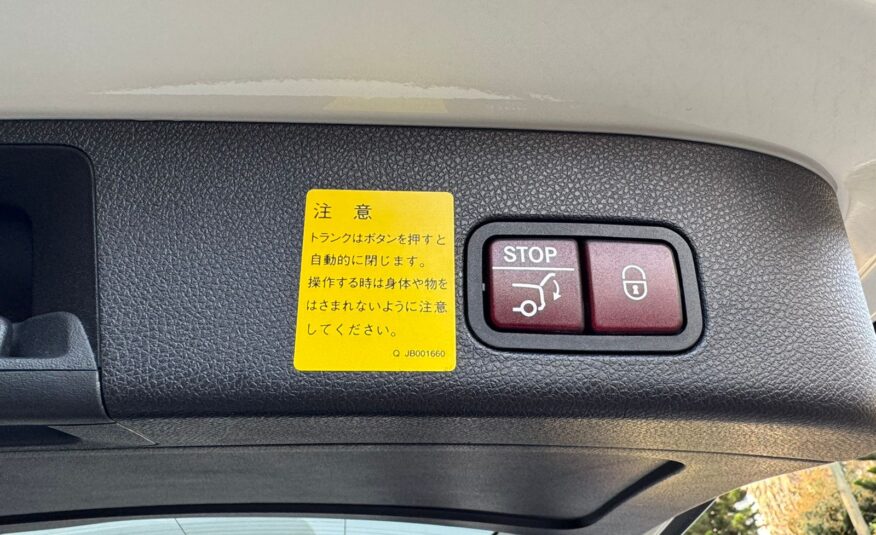 注 意
トランクはボタンを押すと
自動的に閉じます。
操作する時は身体や物を
はさまれないように注意
してください。
Q JB001660
STOP